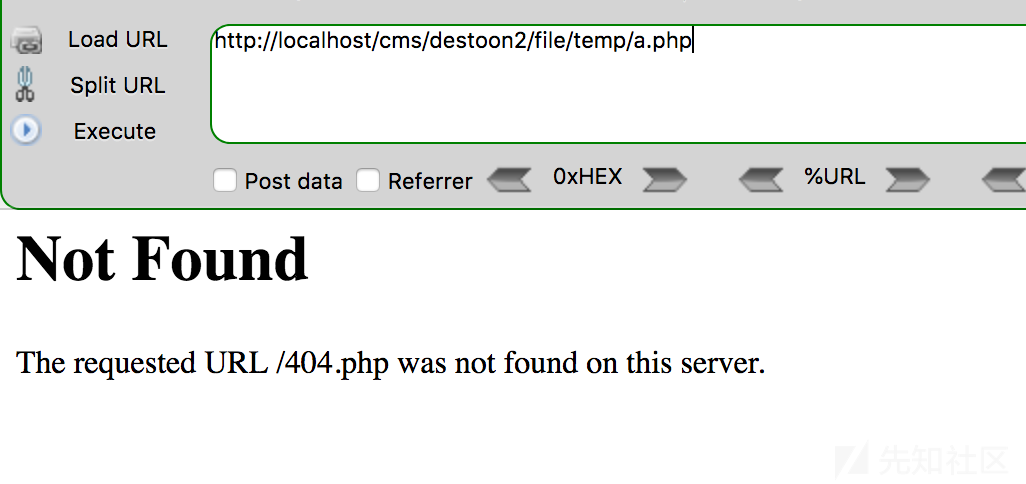 Load URL
http://localhost/cms/destoon2/file/temp/a.php
Split URL
Execute
Post data Referrer 0xHEX %URL
Not Found
The requested URL /404.php was not found on this server.
先知社区